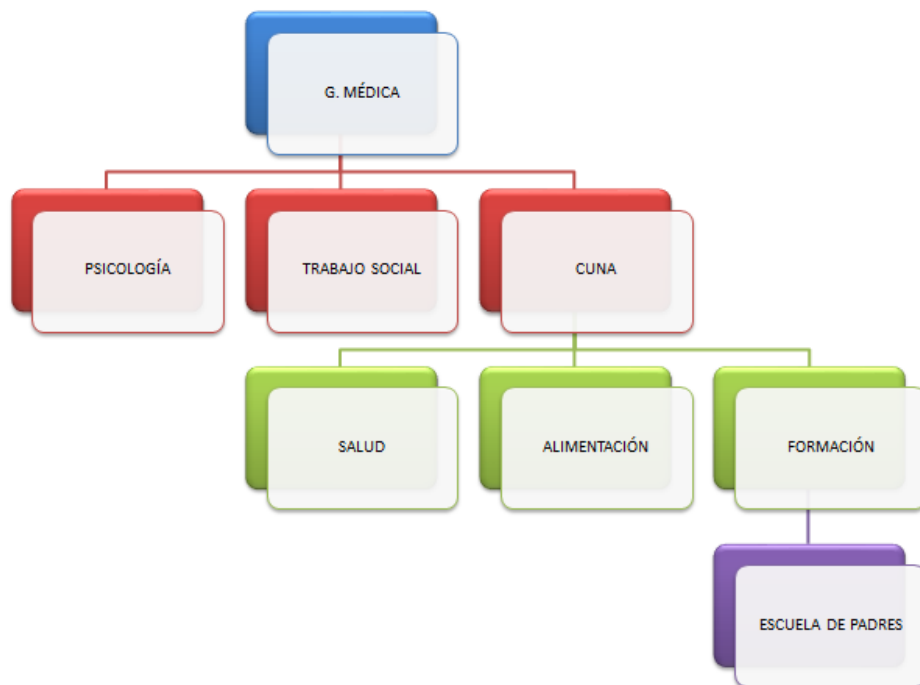 G. MÉDICA
PSICOLOGÍA
TRABAJO SOCIAL
CUNA
SALUD
ALIMENTACIÓN
FORMACIÓN
ESCUELA DE PADRES